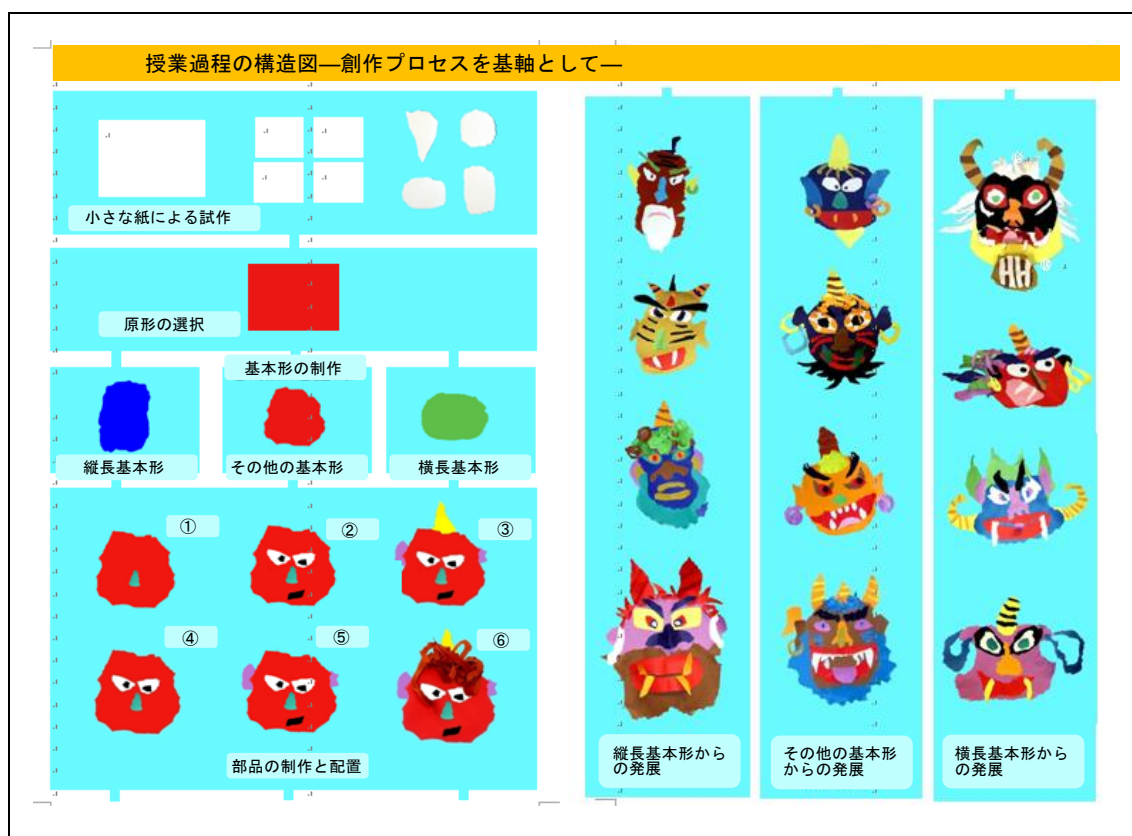 授業過程の構造図―創作プロセスを基軸として―
小さな紙による試作
原形の選択
基本形の制作
縦長基本形
その他の基本形
横長基本形
①
②
③
④
⑤
⑥
部品の制作と配置
縦長基本形から
の発展
その他の基本形
からの発展
横長基本形から
の発展